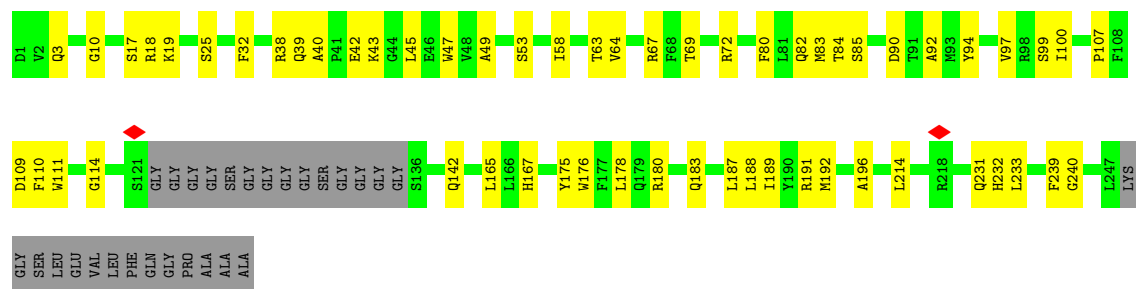 D1 V2 Q3 G10 S17 R18 K19 S25 F32 R38 Q39 A40 P41 E42 K43 G44 L45 E46 W47 V48 A49 S53 I58 T63 V64 R67 F68 T69 R72 F80 L81 Q82 M83 T84 S85 D90 T91 A92 M93 Y94 V97 R98 S99 I100 P107 F108
D109 F110 W111 G114 S121 GLY GLY GLY GLY SER GLY GLY GLY GLY SER GLY GLY GLY GLY S136 Q142 L165 L166 H167 Y175 W176 F177 L178 Q179 R180 Q183 L187 L188 I189 Y190 R191 M192 A196 L214 R218 Q231 H232 L233 F239 G240 L247 LYS
GLY SER LEU GLU VAL LEU PHE GLN GLY PRO ALA ALA ALA